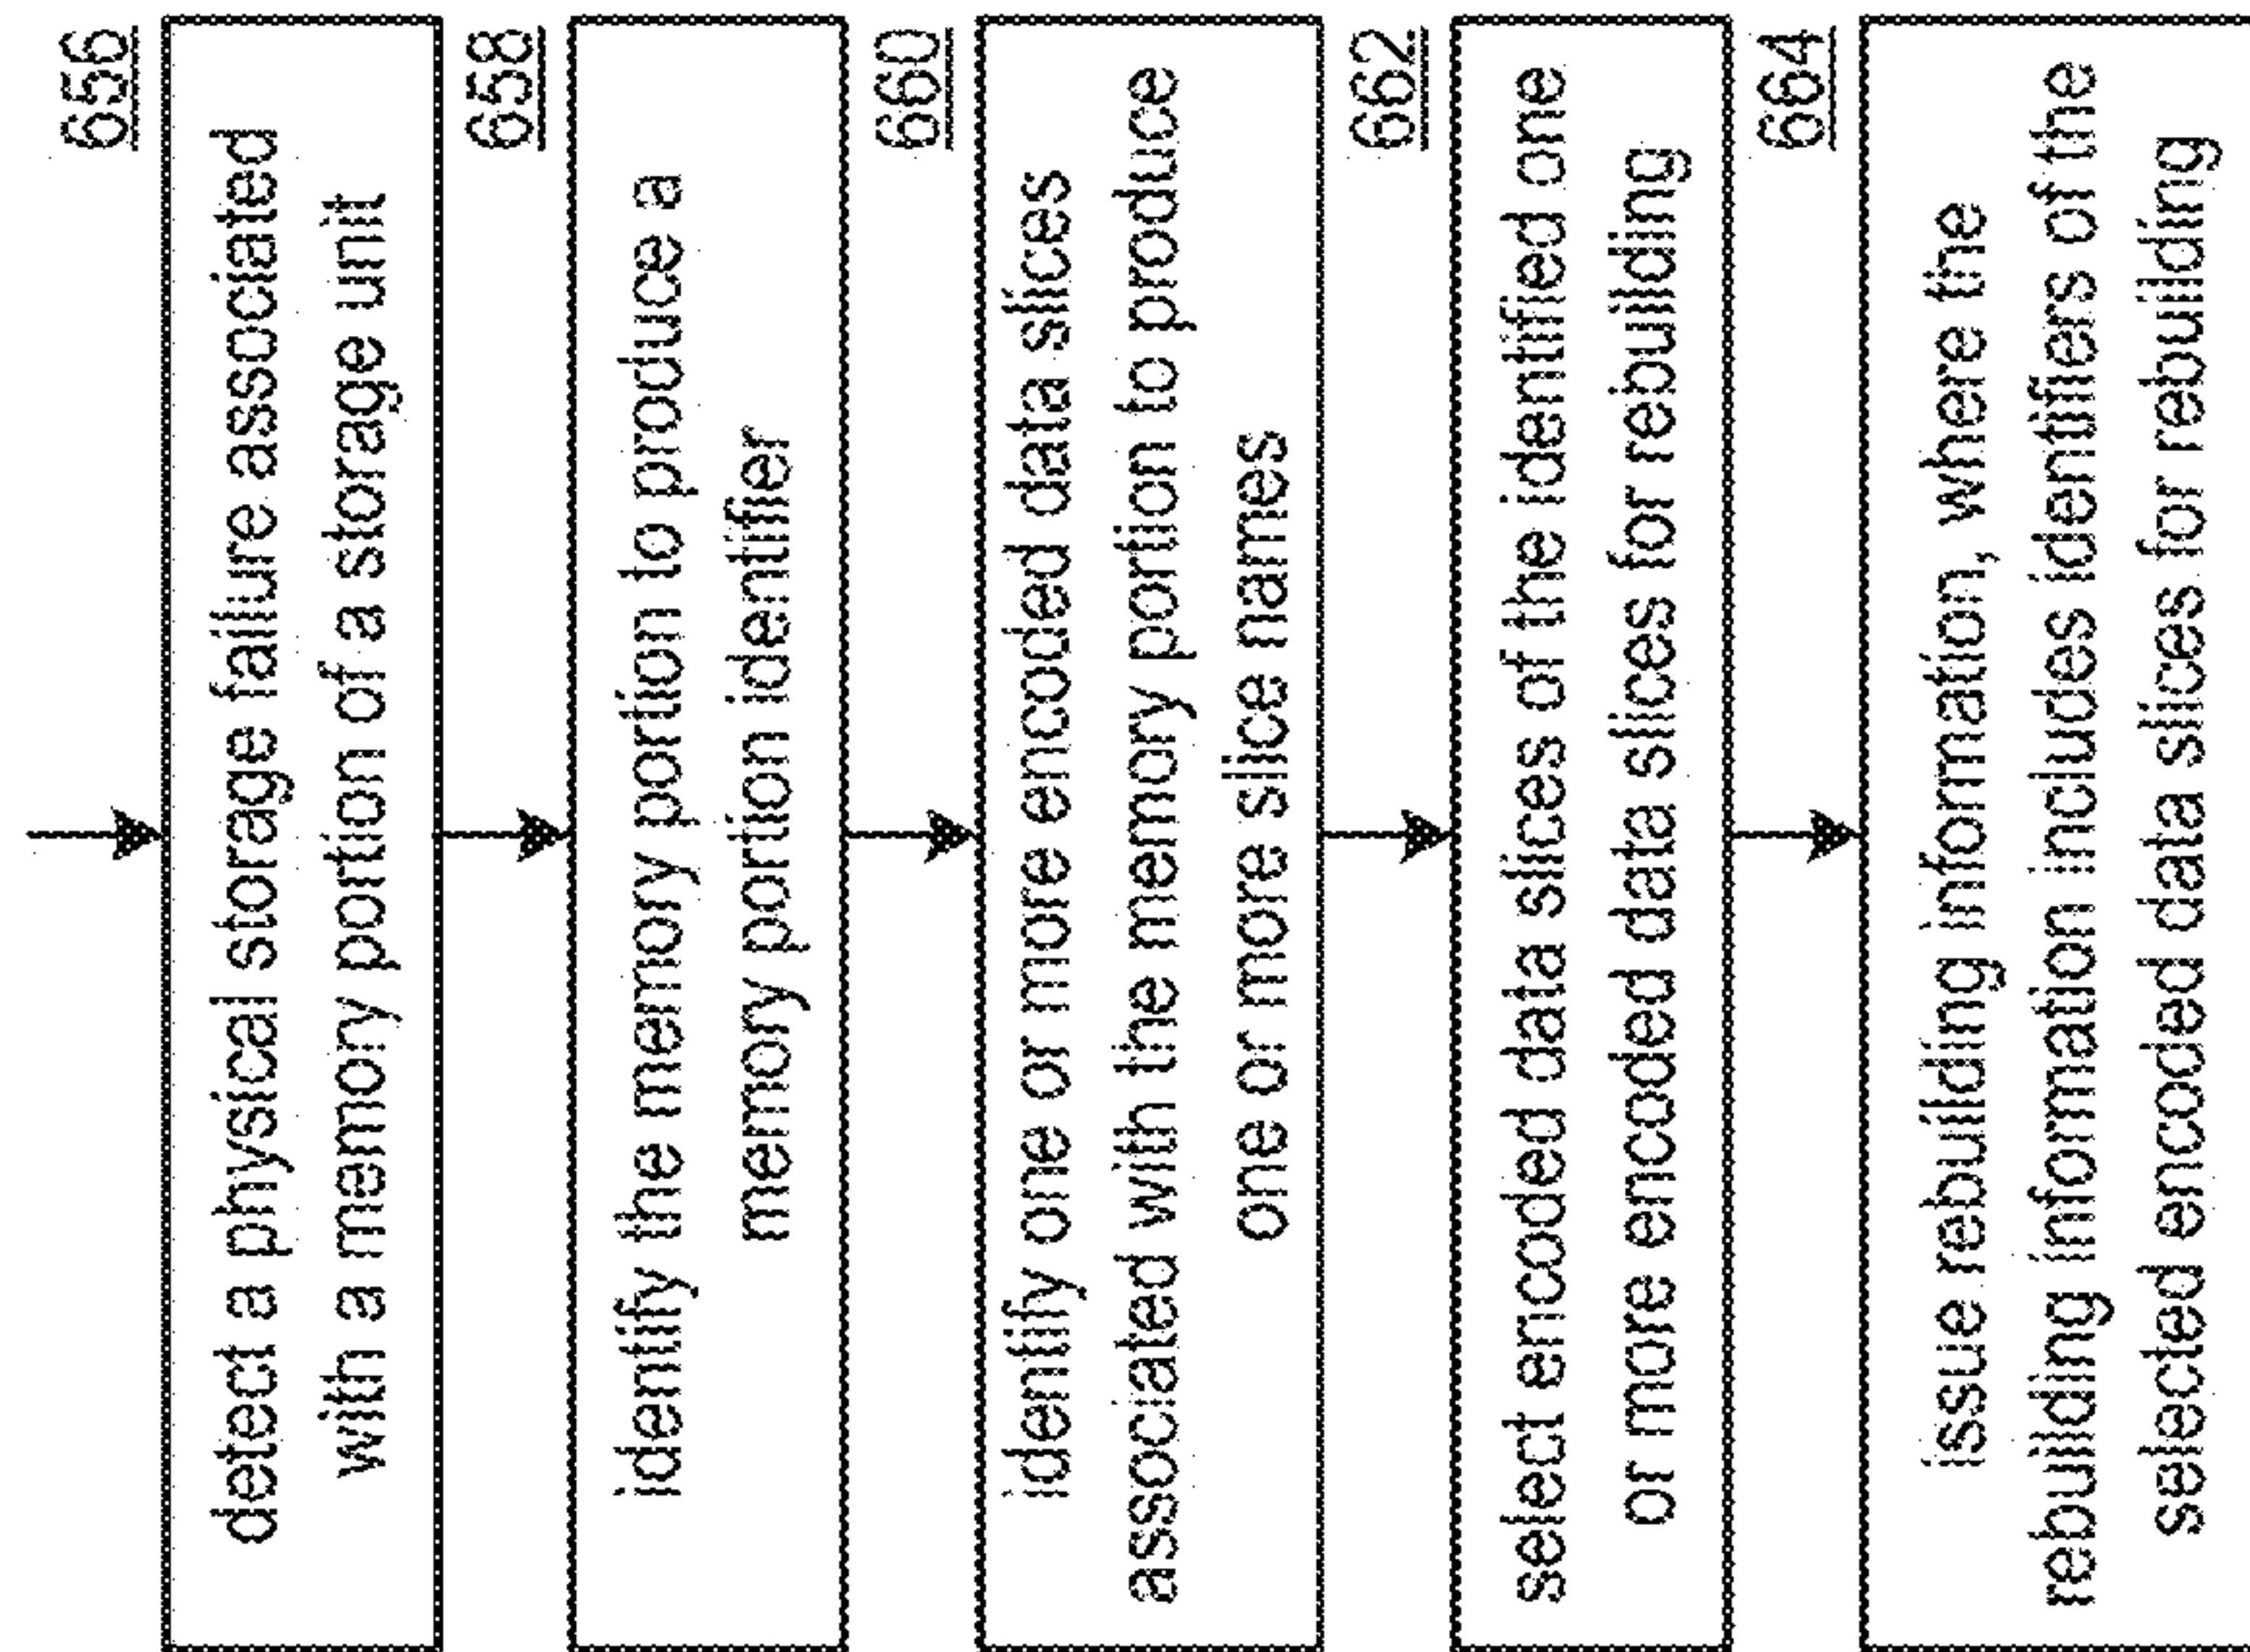 656
detect a physical storage failure associated
with a memory portion of a storage unit
658
identify the memory portion to produce a
memory portion identifier
660
identify one or more encoded data slices
associated with the memory portion to produce
one or more slice names
662
select encoded data slices of the identified one
or more encoded data slices for rebuilding
664
issue rebuilding information, where the
rebuilding information includes identifiers of the
selected encoded data slices for rebuilding